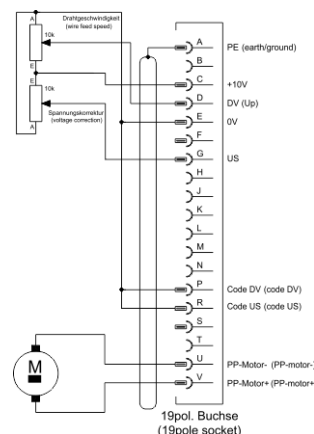 Drahtgeschwindigkeit
(wire feed speed)
A
10k
E
E
10k
Spannungskorrektur
(voltage correction)
A
A PE (earth/ground)
B
C +10V
D DV (Up)
E 0V
F
G US
H
J
K
L
M
N
P Code DV (code DV)
R Code US (code US)
S
T
U PP-Motor- (PP-motor-)
V PP-Motor+ (PP-motor+
M
19pol. Buchse
(19pole socket)